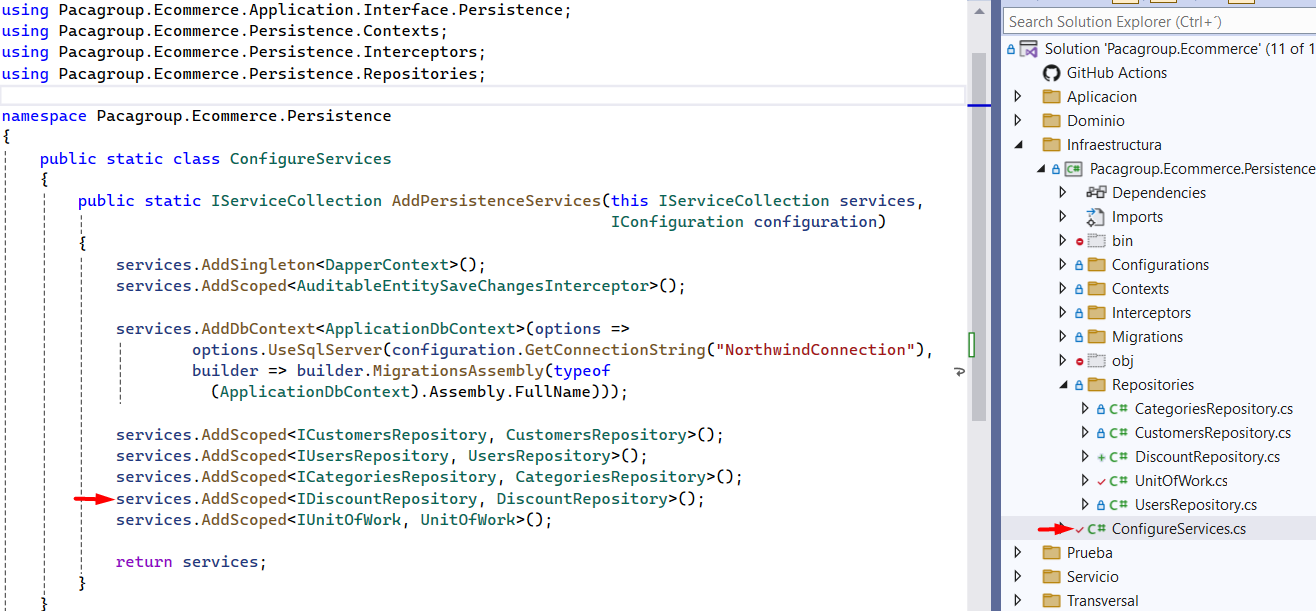 using Pacagroup.Ecommerce.Application.Interface.Persistence;
using Pacagroup.Ecommerce.Persistence.Contexts;
using Pacagroup.Ecommerce.Persistence.Interceptors;
using Pacagroup.Ecommerce.Persistence.Repositories;
namespace Pacagroup.Ecommerce.Persistence
{
public static class ConfigureServices
{
public static IServiceCollection AddPersistenceServices(this IServiceCollection services,
IConfiguration configuration)
{
services.AddSingleton<DapperContext>();
services.AddScoped<AuditableEntitySaveChangesInterceptor>();
services.AddDbContext<ApplicationDbContext>(options =>
options.UseSqlServer(configuration.GetConnectionString("NorthwindConnection"),
builder => builder.MigrationsAssembly(typeof
(ApplicationDbContext).Assembly.FullName)));
services.AddScoped<ICustomersRepository, CustomersRepository>();
services.AddScoped<IUsersRepository, UsersRepository>();
services.AddScoped<ICategoriesRepository, CategoriesRepository>();
services.AddScoped<IDiscountRepository, DiscountRepository>();
services.AddScoped<IUnitOfWork, UnitOfWork>();
return services;
}
}
Search Solution Explorer (Ctrl+´)
Solution 'Pacagroup.Ecommerce' (11 of 1
GitHub Actions
Aplicacion
Dominio
Infraestructura
C# Pacagroup.Ecommerce.Persistence
Dependencies
Imports
bin
Configurations
Contexts
Interceptors
Migrations
obj
Repositories
C# CategoriesRepository.cs
C# CustomersRepository.cs
+ C# DiscountRepository.cs
C# UnitOfWork.cs
C# UsersRepository.cs
C# ConfigureServices.cs
Prueba
Servicio
Transversal